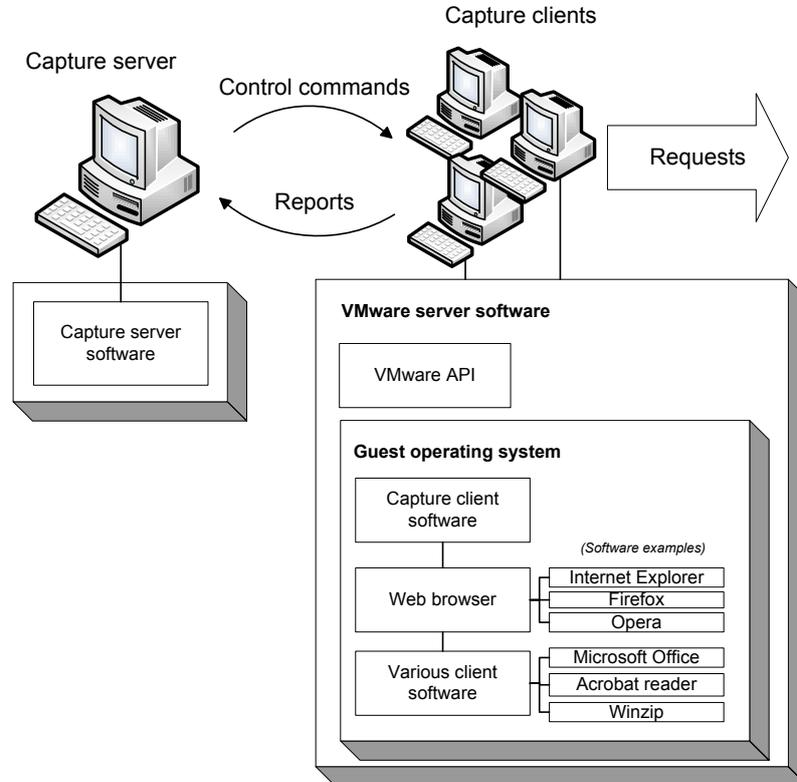 Capture clients
Capture server
Control commands
Requests
Reports
Capture server
software
VMware server software
VMware API
Guest operating system
Capture client
software
(Software examples)
Web browser
Internet Explorer
Firefox
Opera
Various client
software
Microsoft Office
Acrobat reader
Winzip